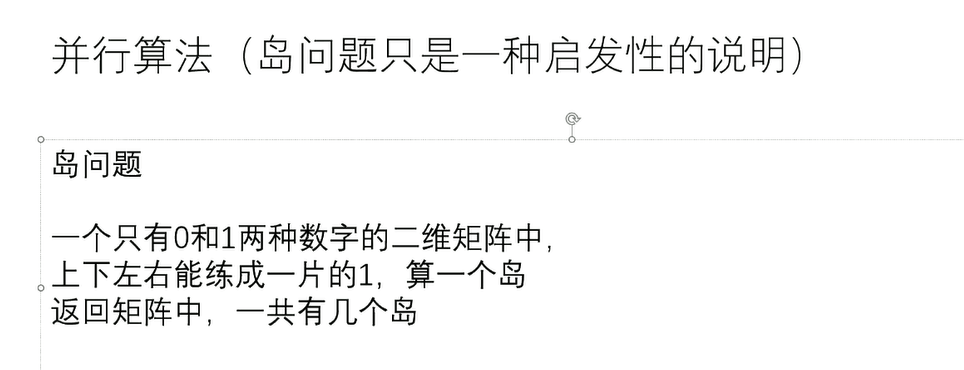 并行算法（岛问题只是一种启发性的说明）
岛问题
一个只有0和1两种数字的二维矩阵中，
上下左右能练成一片的1，算一个岛
返回矩阵中，一共有几个岛